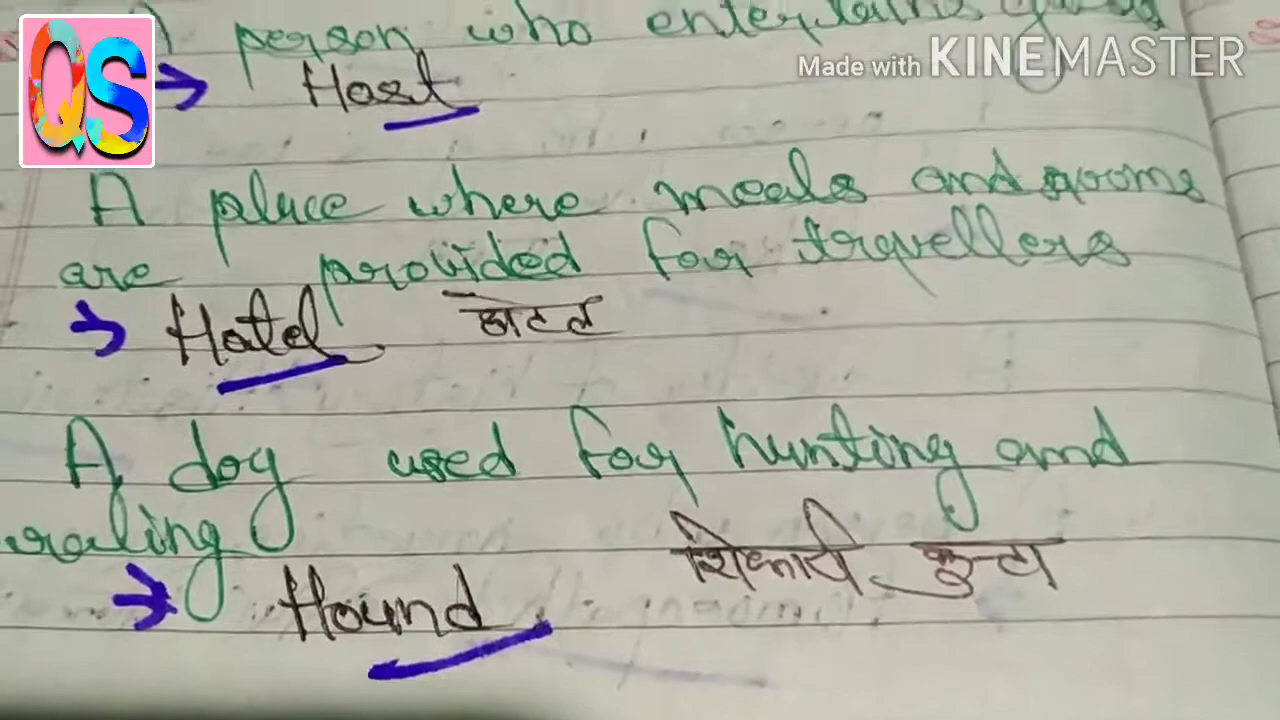 QS
A person who entertains guests
Made with KINEMASTER
→ Host
A place where meals and rooms
are provided for travellers
→ Hotel होटल
A dog used for hunting and
raling
→ Hound शिकारी कुत्ता